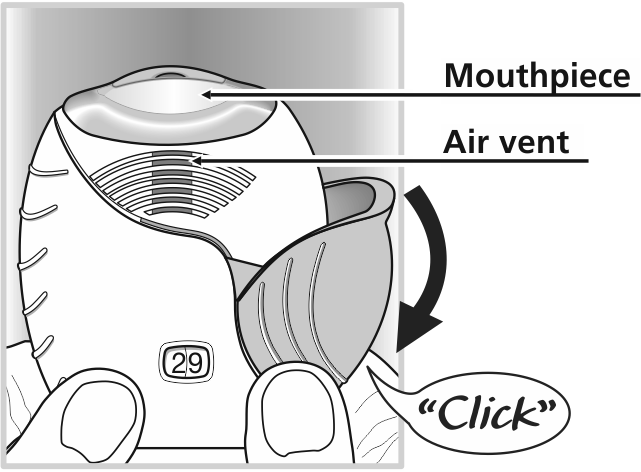 Mouthpiece
Air vent
29
“Click”